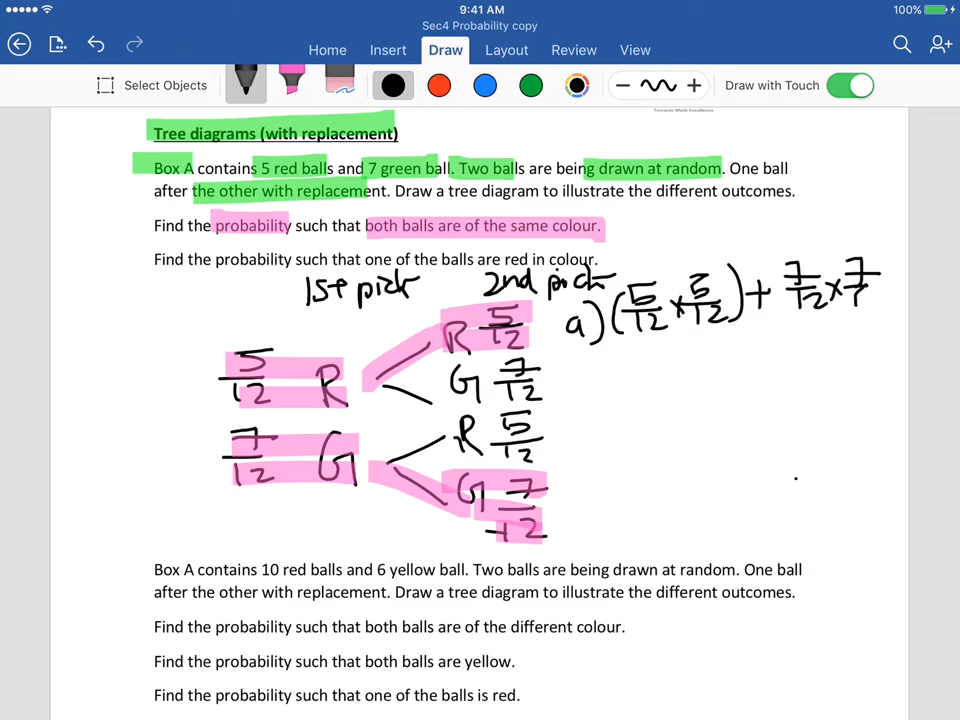 9:41 AM
100%
Sec4 Probability copy
Home Insert Draw Layout Review View
Select Objects Draw with Touch
Towards Math Excellence
Tree diagrams (with replacement)
Box A contains 5 red balls and 7 green ball. Two balls are being drawn at random. One ball
after the other with replacement. Draw a tree diagram to illustrate the different outcomes.
Find the probability such that both balls are of the same colour.
Find the probability such that one of the balls are red in colour.
1st pick 2nd pick
a) (5/12 × 5/12) + 7/12 × 7/1
5/12 R
R 5/12
G 7/12
7/12 G
R 5/12
G 7/12
Box A contains 10 red balls and 6 yellow ball. Two balls are being drawn at random. One ball
after the other with replacement. Draw a tree diagram to illustrate the different outcomes.
Find the probability such that both balls are of the different colour.
Find the probability such that both balls are yellow.
Find the probability such that one of the balls is red.